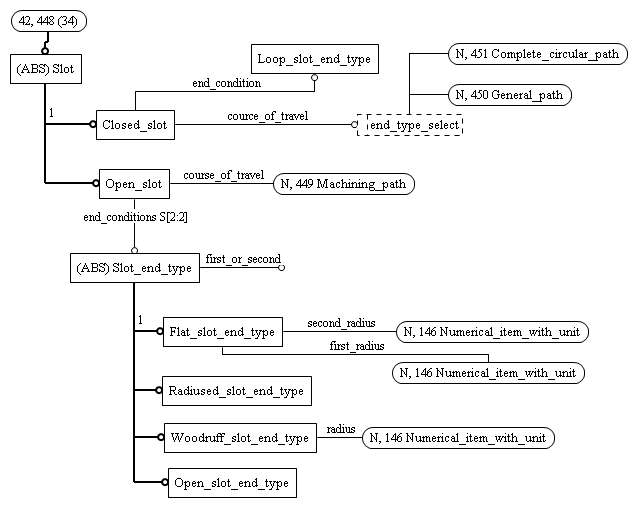 42, 448 (34)
(ABS) Slot
Loop_slot_end_type
N, 451 Complete_circular_path
end_condition
N, 450 General_path
1
Closed_slot
cource_of_travel
end_type_select
Open_slot
course_of_travel
N, 449 Machining_path
end_conditions S[2:2]
(ABS) Slot_end_type
first_or_second
1
Flat_slot_end_type
second_radius
N, 146 Numerical_item_with_unit
first_radius
N, 146 Numerical_item_with_unit
Radiused_slot_end_type
Woodruff_slot_end_type
radius
N, 146 Numerical_item_with_unit
Open_slot_end_type